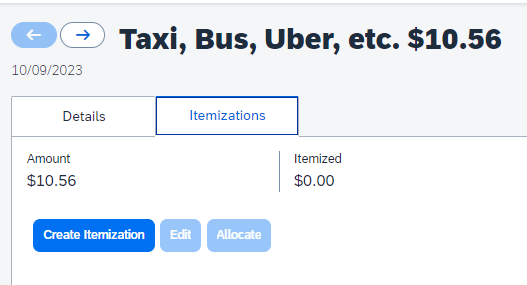 Taxi, Bus, Uber, etc. $10.56
10/09/2023
Details Itemizations
Amount Itemized
$10.56 $0.00
Create Itemization Edit Allocate